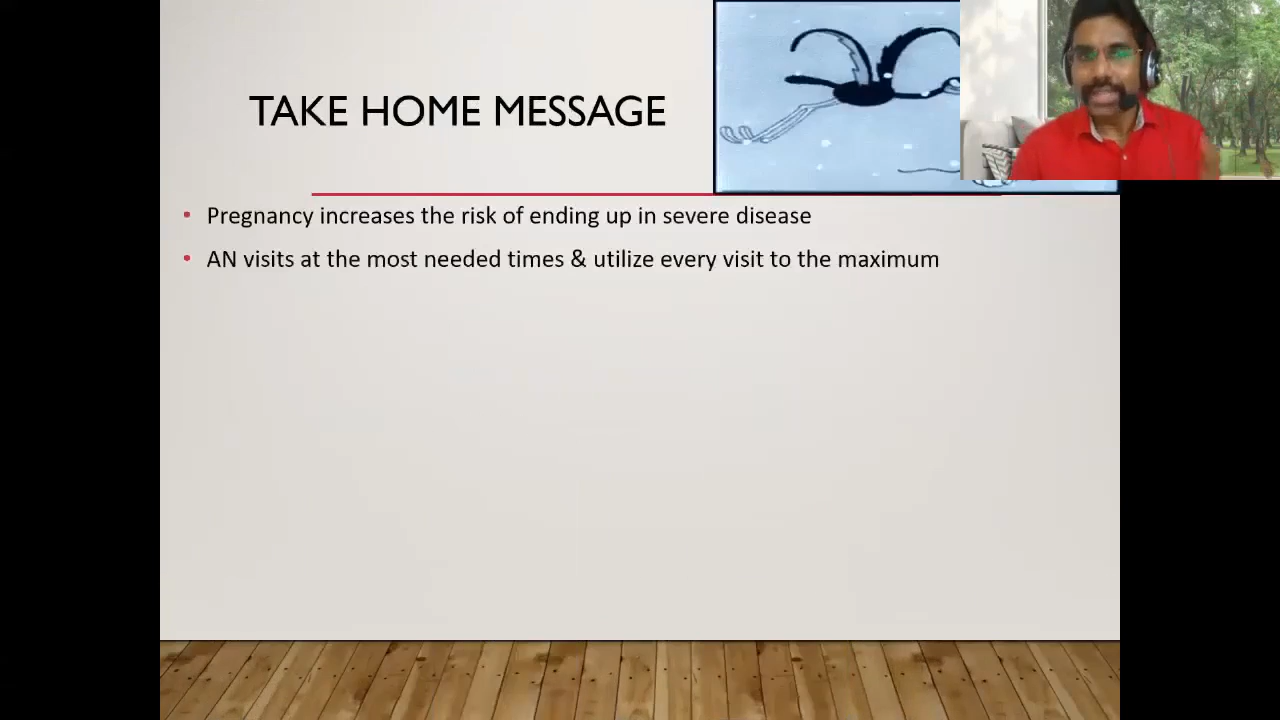 TAKE HOME MESSAGE
• Pregnancy increases the risk of ending up in severe disease
• AN visits at the most needed times & utilize every visit to the maximum